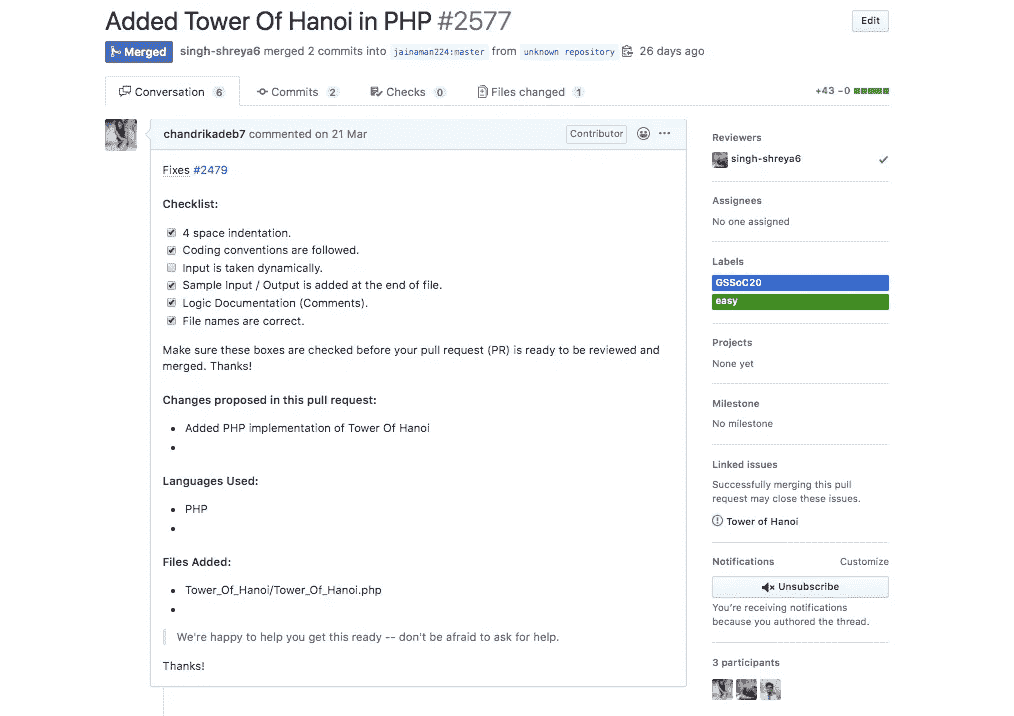 Added Tower Of Hanoi in PHP #2577
Edit
Merged singh-shreya6 merged 2 commits into jainaman224:master from unknown repository 26 days ago
Conversation 6 Commits 2 Checks 0 Files changed 1 +43 −0
chandrikadeb7 commented on 21 Mar Contributor
Fixes #2479
Checklist:
4 space indentation.
Coding conventions are followed.
Input is taken dynamically.
Sample Input / Output is added at the end of file.
Logic Documentation (Comments).
File names are correct.
Make sure these boxes are checked before your pull request (PR) is ready to be reviewed and
merged. Thanks!
Changes proposed in this pull request:
Added PHP implementation of Tower Of Hanoi
Languages Used:
PHP
Files Added:
Tower_Of_Hanoi/Tower_Of_Hanoi.php
We're happy to help you get this ready -- don't be afraid to ask for help.
Thanks!
Reviewers
singh-shreya6
Assignees
No one assigned
Labels
GSSoC20
easy
Projects
None yet
Milestone
No milestone
Linked issues
Successfully merging this pull
request may close these issues.
Tower of Hanoi
Notifications Customize
Unsubscribe
You're receiving notifications
because you authored the thread.
3 participants